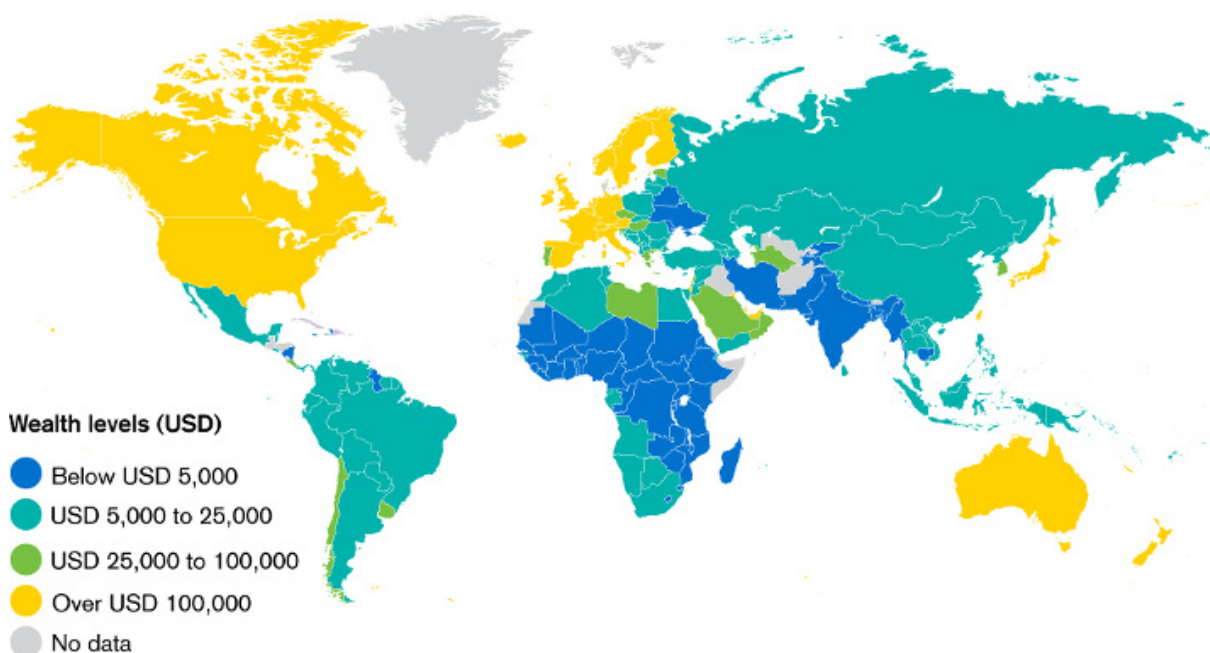 Wealth levels (USD)
Below USD 5,000
USD 5,000 to 25,000
USD 25,000 to 100,000
Over USD 100,000
No data